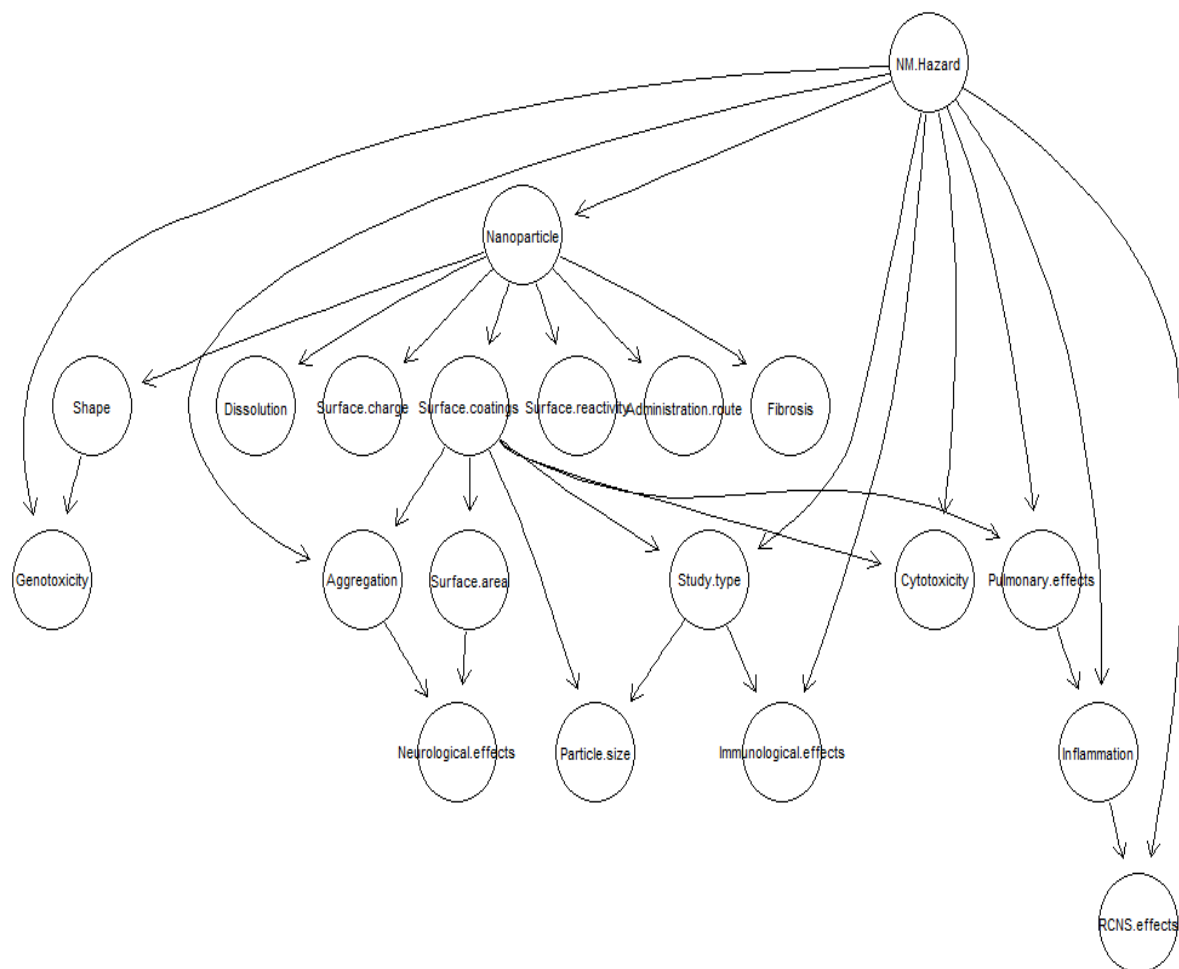 NM.Hazard
Nanoparticle
Shape
Dissolution
Surface.charge
Surface.coatings
Surface.reactivity
Administration.route
Fibrosis
Genotoxicity
Aggregation
Surface.area
Study.type
Cytotoxicity
Pulmonary.effects
Neurological.effects
Particle.size
Immunological.effects
Inflammation
RCNS.effects